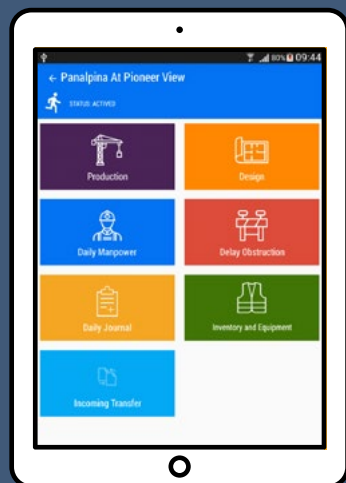 80% 09:44
← Panalpina At Pioneer View
STATUS: ACTIVED
Production
Design
Daily Manpower
Delay Obstruction
Daily Journal
Inventory and Equipment
Incoming Transfer